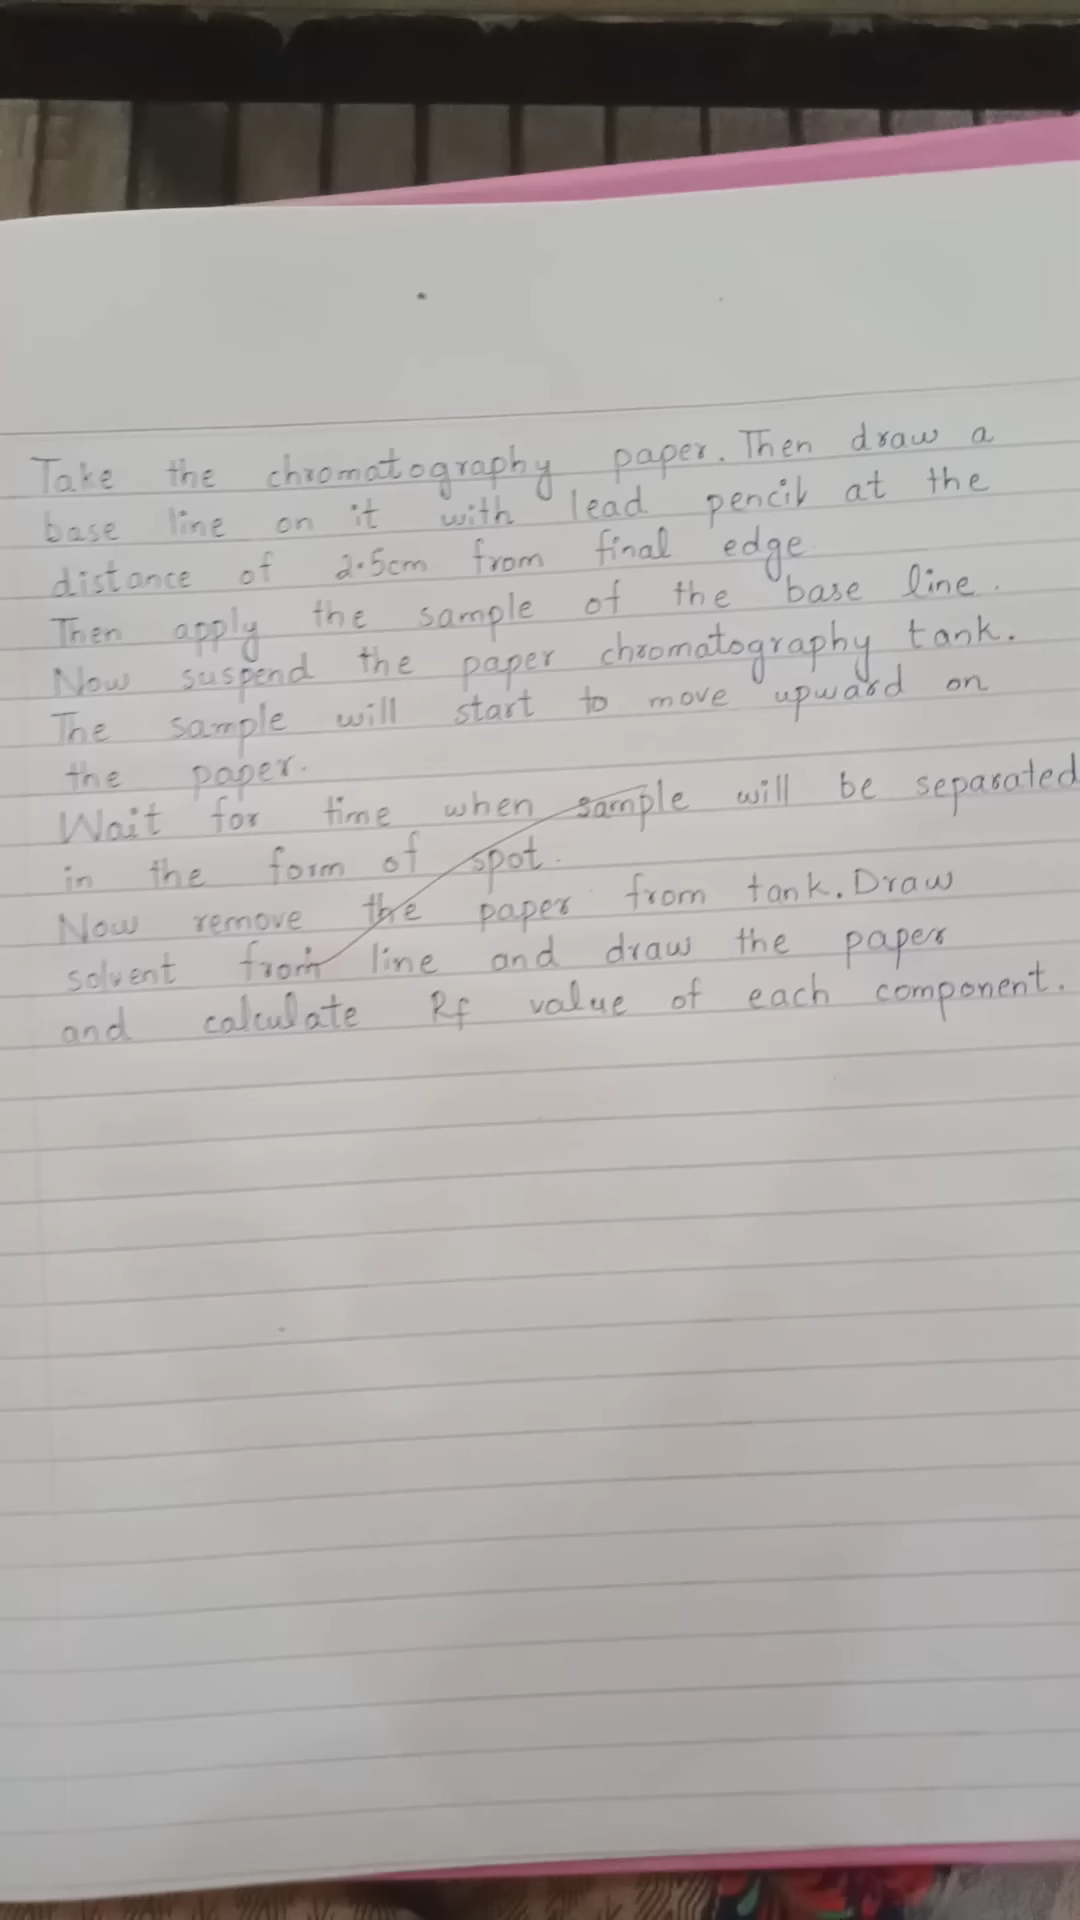 Take the chromatography paper. Then draw a
base line on it with lead pencil at the
distance of 2.5cm from final edge
Then apply the sample of the base line.
Now suspend the paper chromatography tank.
The sample will start to move upward on
the paper.
Wait for time when sample will be separated
in the form of spot.
Now remove the paper from tank. Draw
solvent from line and draw the paper
and calculate Rf value of each component.